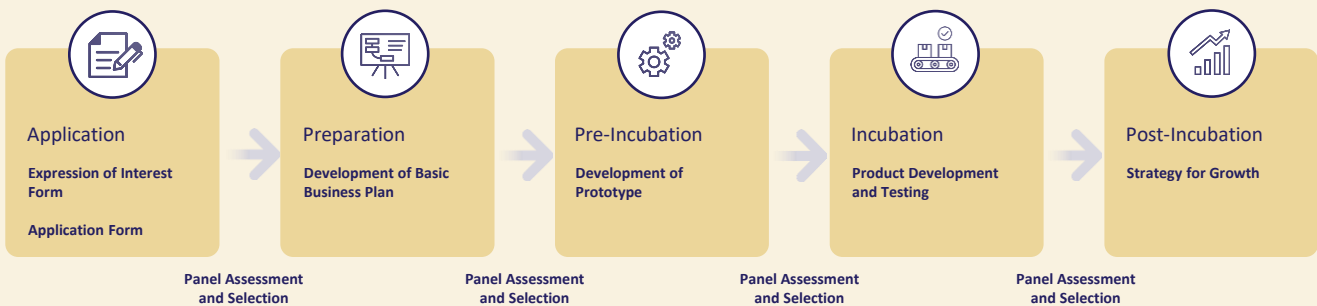 Application
Expression of Interest
Form
Application Form
Preparation
Development of Basic
Business Plan
Pre-Incubation
Development of
Prototype
Incubation
Product Development
and Testing
Post-Incubation
Strategy for Growth
Panel Assessment
and Selection
Panel Assessment
and Selection
Panel Assessment
and Selection
Panel Assessment
and Selection